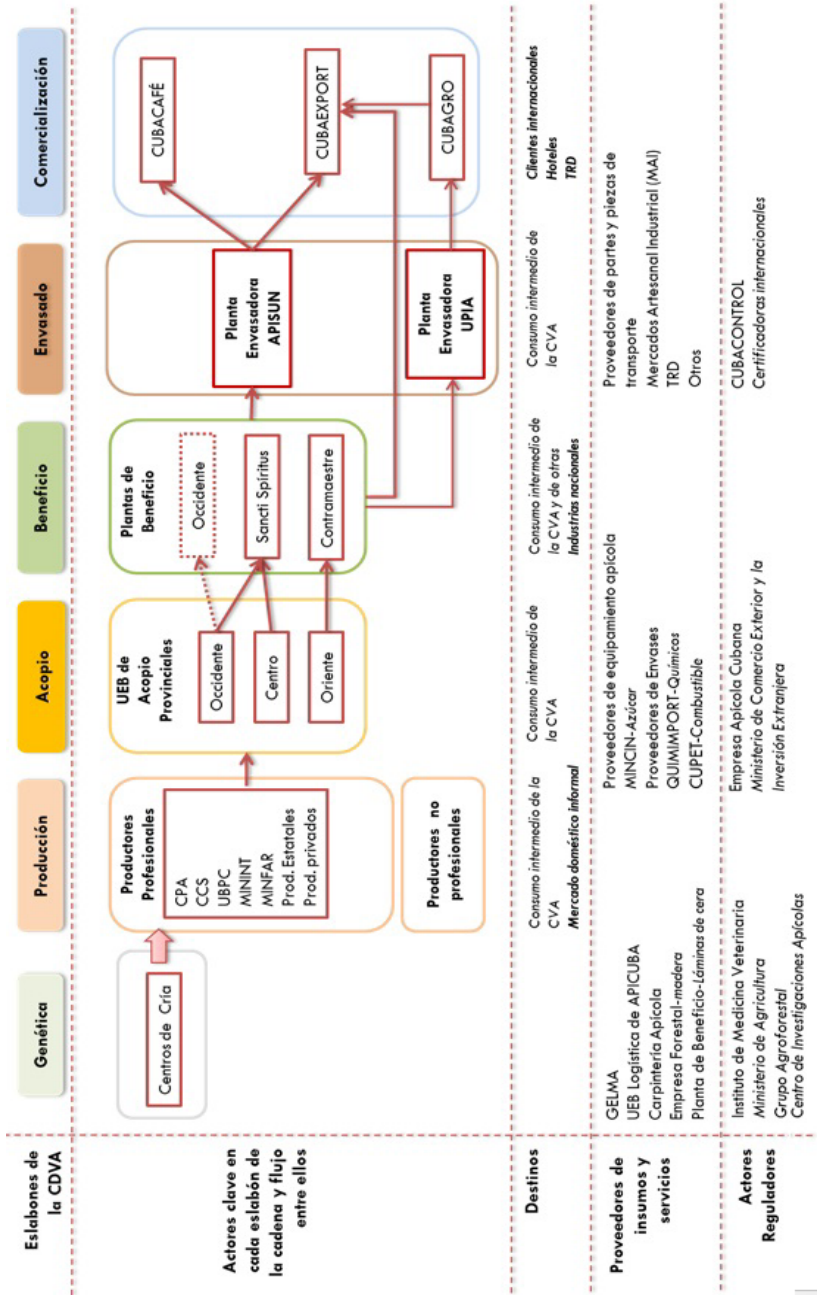 Eslabones de
la CDVA
Genética
Producción
Acopio
Beneficio
Envasado
Comercialización
Actores clave en
cada eslabón de
la cadena y flujo
entre ellos
Centros de Cría
Productores
Profesionales
CPA
CCS
UBPC
MININT
MINFAR
Prod. Estatales
Prod. privados
Productores no
profesionales
UEB de
Acopio
Provinciales
Occidente
Centro
Oriente
Plantas de
Beneficio
Occidente
Sancti Spíritus
Contramaestre
Planta
Envasadora
APISUN
Planta
Envasadora
UPIA
CUBACAFÉ
CUBAEXPORT
CUBAGRO
Destinos
Consumo intermedio de la
CVA
Mercado doméstico informal
Consumo intermedio de
la CVA
Consumo intermedio de
la CVA y de otras
Industrias nacionales
Consumo intermedio de
la CVA
Clientes internacionales
Hoteles
TRD
Proveedores de
insumos y
servicios
GELMA
UEB Logística de APICUBA
Carpintería Apícola
Empresa Forestal-madera
Planta de Beneficio-Láminas de cera
Proveedores de equipamiento apícola
MINCIN-Azúcar
Proveedores de Envases
QUIMIMPORT-Químicos
CUPET-Combustible
Proveedores de partes y piezas de
transporte
Mercados Artesanal Industrial (MAI)
TRD
Otros
Actores
Reguladores
Instituto de Medicina Veterinaria
Ministerio de Agricultura
Grupo Agroforestal
Centro de Investigaciones Apícolas
Empresa Apícola Cubana
Ministerio de Comercio Exterior y la
Inversión Extranjera
CUBACONTROL
Certificadoras internacionales